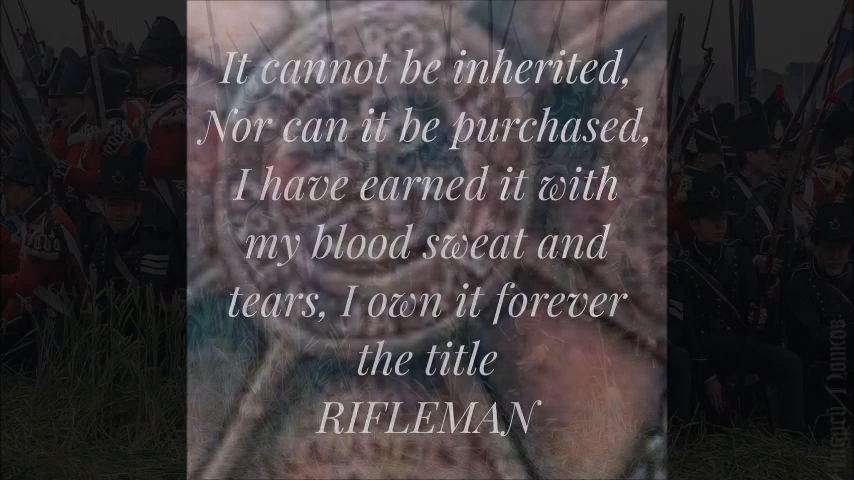 It cannot be inherited,
Nor can it be purchased,
I have earned it with
my blood sweat and
tears, I own it forever
the title
RIFLEMAN